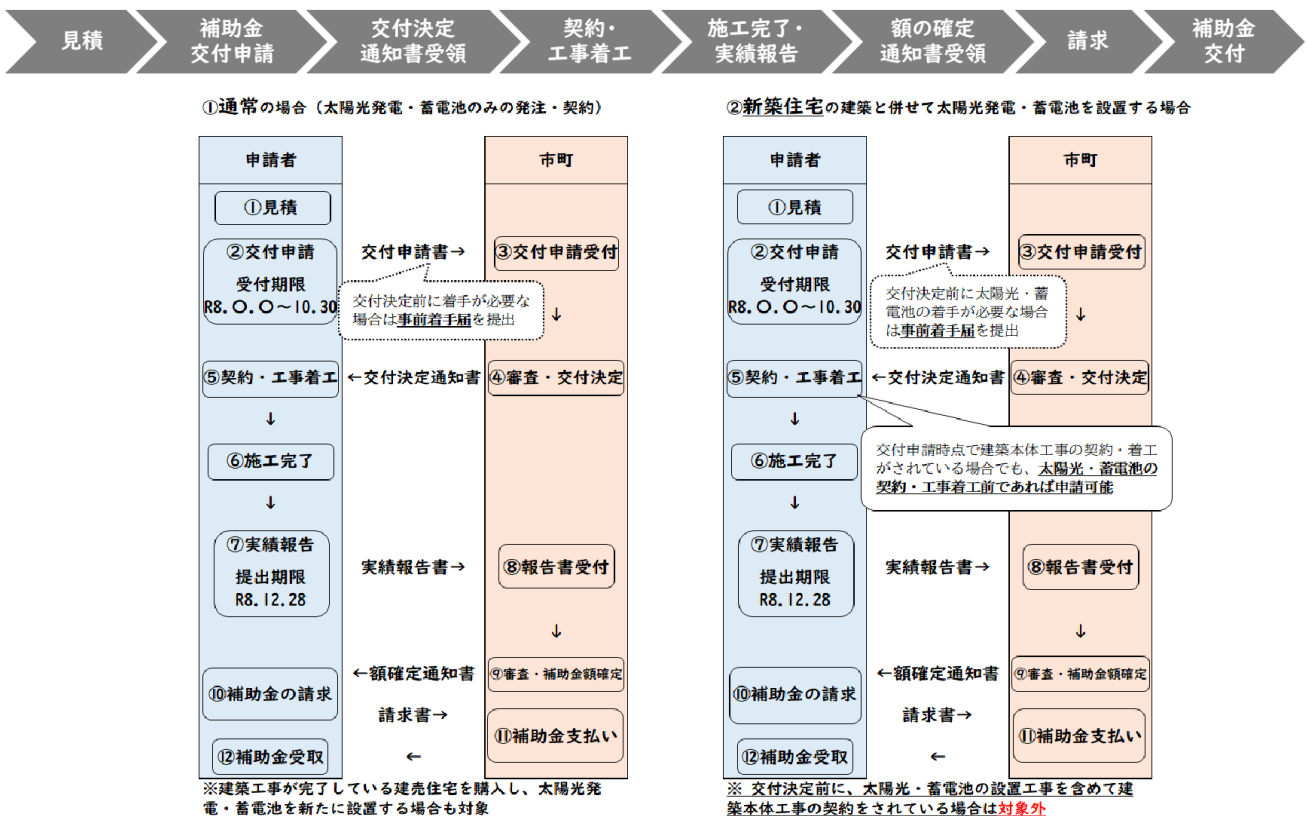 見積
補助金
交付申請
交付決定
通知書受領
契約・
工事着工
施工完了・
実績報告
額の確定
通知書受領
請求
補助金
交付
①通常の場合（太陽光発電・蓄電池のみの発注・契約）
申請者
市町
①見積
②交付申請
受付期限
R8.〇.〇～10.30
交付申請書→
③交付申請受付
交付決定前に着手が必要な
場合は事前着手届を提出
↓
⑤契約・工事着工
←交付決定通知書
④審査・交付決定
↓
⑥施工完了
↓
⑦実績報告
提出期限
R8.12.28
実績報告書→
⑧報告書受付
↓
←額確定通知書
⑨審査・補助金額確定
⑩補助金の請求
請求書→
⑪補助金支払い
⑫補助金受取
←
※建築工事が完了している建売住宅を購入し、太陽光発
電・蓄電池を新たに設置する場合も対象
②新築住宅の建築と併せて太陽光発電・蓄電池を設置する場合
申請者
市町
①見積
②交付申請
受付期限
R8.〇.〇～10.30
交付申請書→
③交付申請受付
交付決定前に太陽光・蓄
電池の着手が必要な場合
は事前着手届を提出
↓
⑤契約・工事着工
←交付決定通知書
④審査・交付決定
↓
交付申請時点で建築本体工事の契約・着工
がされている場合でも、太陽光・蓄電池の
契約・工事着工前であれば申請可能
⑥施工完了
↓
⑦実績報告
提出期限
R8.12.28
実績報告書→
⑧報告書受付
↓
←額確定通知書
⑨審査・補助金額確定
⑩補助金の請求
請求書→
⑪補助金支払い
⑫補助金受取
←
※ 交付決定前に、太陽光・蓄電池の設置工事を含めて建
築本体工事の契約をされている場合は対象外